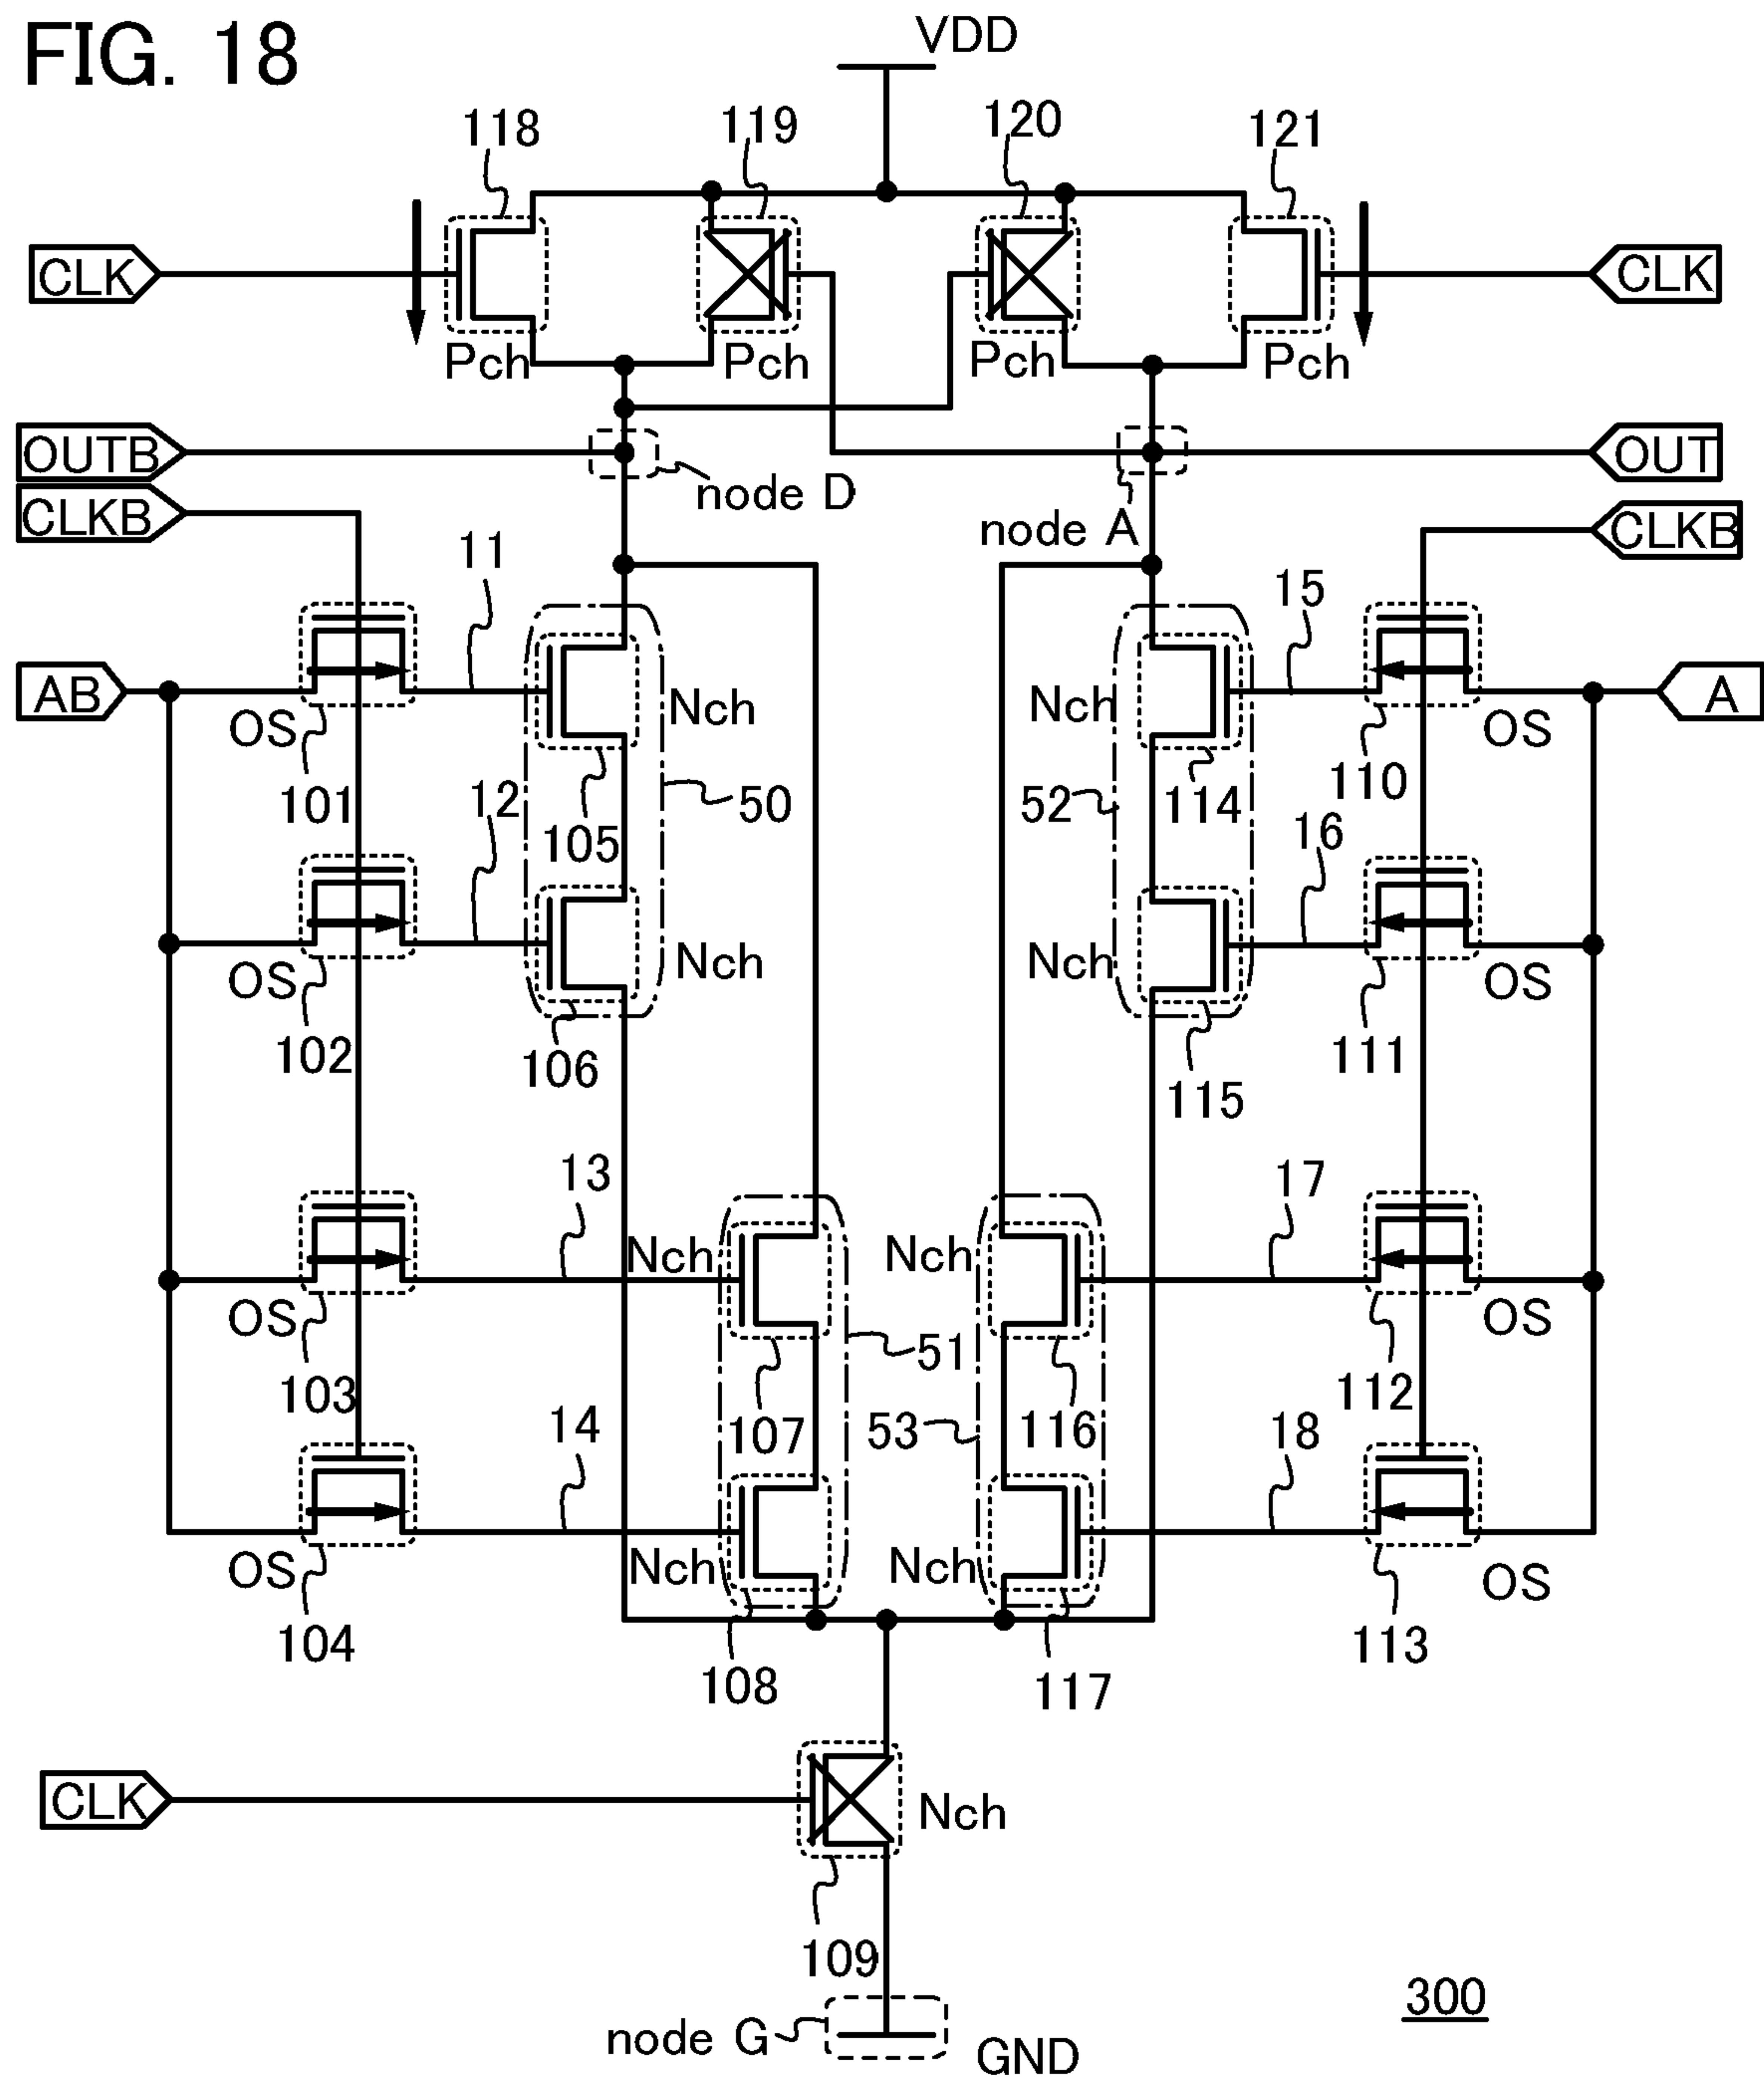 FIG. 18
VDD
118
119
120
121
CLK
CLK
Pch
Pch
Pch
Pch
OUTB
OUT
node D
node A
CLKB
CLKB
11
15
AB
A
Nch
Nch
OS
OS
101
110
12
105
50
52
114
16
Nch
Nch
OS
OS
102
106
111
115
13
17
Nch
Nch
OS
OS
103
107
51
53
116
112
14
18
Nch
Nch
OS
OS
104
108
117
113
CLK
Nch
109
300
node G
GND